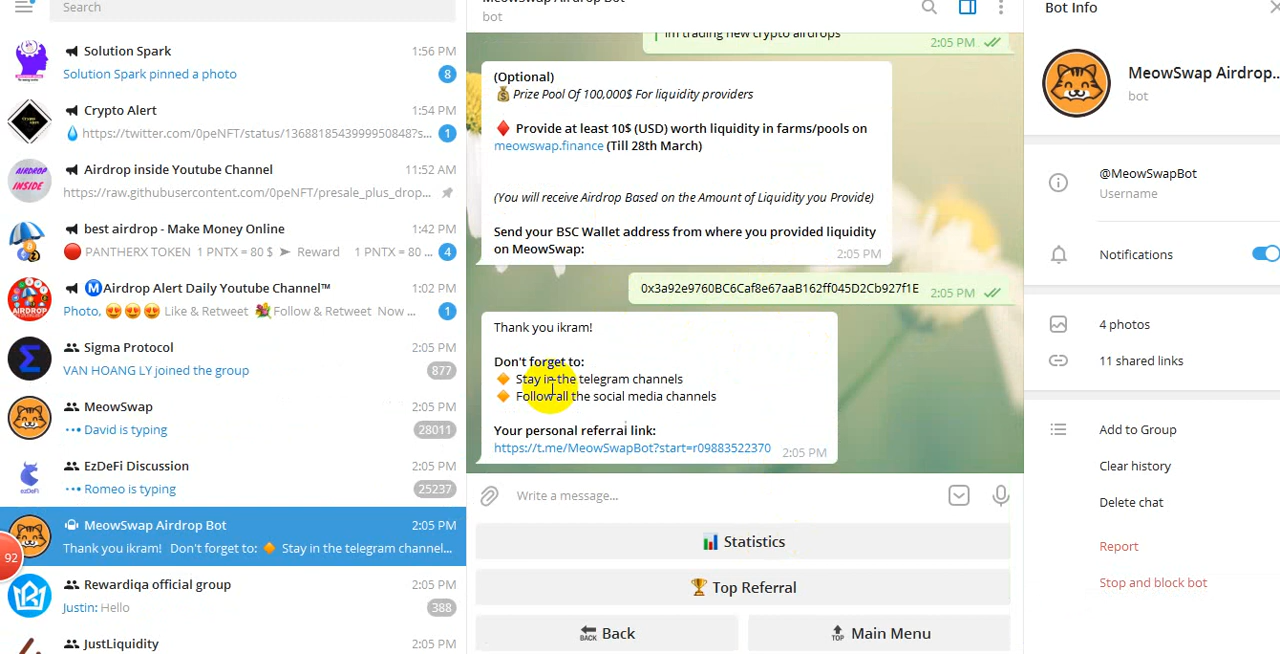 Search
Solution Spark
1:56 PM
Solution Spark pinned a photo
8
Crypto Alert
1:54 PM
https://twitter.com/0peNFT/status/1368818543999950848?s...
1
AIRDROP INSIDE
Airdrop inside Youtube Channel
11:52 AM
https://raw.githubusercontent.com/0peNFT/presale_plus_drop...
best airdrop - Make Money Online
1:42 PM
PANTHERX TOKEN 1 PNTX = 80 $ ➤ Reward 1 PNTX = 80 ...
4
AIRDROP
Ⓜ️Airdrop Alert Daily Youtube Channel™
1:02 PM
Photo, 😍 😍 😍 Like & Retweet 💐Follow & Retweet Now ...
1
Σ
Sigma Protocol
2:05 PM
VAN HOANG LY joined the group
877
MeowSwap
2:05 PM
David is typing
28011
ezDeFi
EzDeFi Discussion
2:05 PM
Romeo is typing
25237
MeowSwap Airdrop Bot
2:05 PM
Thank you ikram! Don't forget to: 🔶 Stay in the telegram channel...
92
Rewardiqa official group
2:05 PM
Justin: Hello
388
JustLiquidity
2:05 PM
MeowSwap Airdrop Bot
bot
im trading new crypto airdrops
2:05 PM
(Optional)
💰 Prize Pool Of 100,000$ For liquidity providers
♦️ Provide at least 10$ (USD) worth liquidity in farms/pools on
meowswap.finance (Till 28th March)
(You will receive Airdrop Based on the Amount of Liquidity you Provide)
Send your BSC Wallet address from where you provided liquidity
on MeowSwap:
2:05 PM
0x3a92e9760BC6Caf8e67aaB162ff045D2Cb927f1E
2:05 PM
Thank you ikram!
Don't forget to:
🔶 Stay in the telegram channels
🔶 Follow all the social media channels
Your personal referral link:
https://t.me/MeowSwapBot?start=r09883522370
2:05 PM
Write a message...
📊 Statistics
🏆 Top Referral
🔙 Back
🔝 Main Menu
Bot Info
MeowSwap Airdrop...
bot
@MeowSwapBot
Username
Notifications
4 photos
11 shared links
Add to Group
Clear history
Delete chat
Report
Stop and block bot